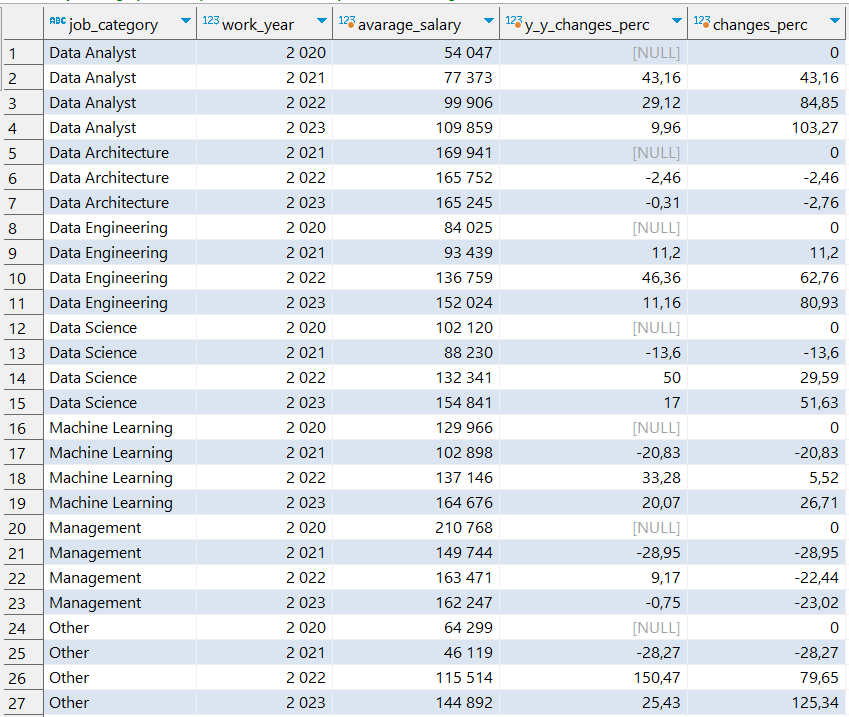 ABC job_category 123 work_year 123 avarage_salary 123 y_y_changes_perc 123 changes_perc
1 Data Analyst 2 020 54 047 [NULL] 0
2 Data Analyst 2 021 77 373 43,16 43,16
3 Data Analyst 2 022 99 906 29,12 84,85
4 Data Analyst 2 023 109 859 9,96 103,27
5 Data Architecture 2 021 169 941 [NULL] 0
6 Data Architecture 2 022 165 752 -2,46 -2,46
7 Data Architecture 2 023 165 245 -0,31 -2,76
8 Data Engineering 2 020 84 025 [NULL] 0
9 Data Engineering 2 021 93 439 11,2 11,2
10 Data Engineering 2 022 136 759 46,36 62,76
11 Data Engineering 2 023 152 024 11,16 80,93
12 Data Science 2 020 102 120 [NULL] 0
13 Data Science 2 021 88 230 -13,6 -13,6
14 Data Science 2 022 132 341 50 29,59
15 Data Science 2 023 154 841 17 51,63
16 Machine Learning 2 020 129 966 [NULL] 0
17 Machine Learning 2 021 102 898 -20,83 -20,83
18 Machine Learning 2 022 137 146 33,28 5,52
19 Machine Learning 2 023 164 676 20,07 26,71
20 Management 2 020 210 768 [NULL] 0
21 Management 2 021 149 744 -28,95 -28,95
22 Management 2 022 163 471 9,17 -22,44
23 Management 2 023 162 247 -0,75 -23,02
24 Other 2 020 64 299 [NULL] 0
25 Other 2 021 46 119 -28,27 -28,27
26 Other 2 022 115 514 150,47 79,65
27 Other 2 023 144 892 25,43 125,34